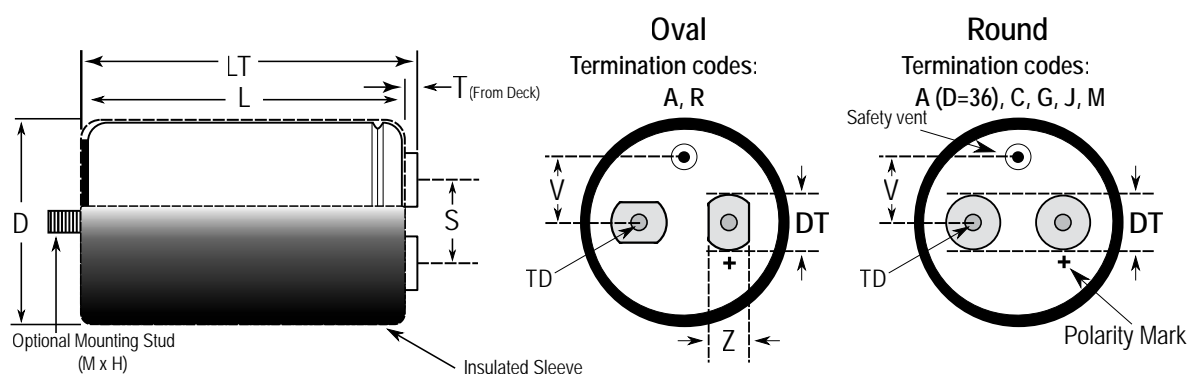 LT
L
T (From Deck)
D
S
Optional Mounting Stud
(M x H)
Insulated Sleeve
Oval
Termination codes:
A, R
V
DT
TD
+
Z
Round
Termination codes:
A (D=36), C, G, J, M
Safety vent
V
DT
TD
+
Polarity Mark